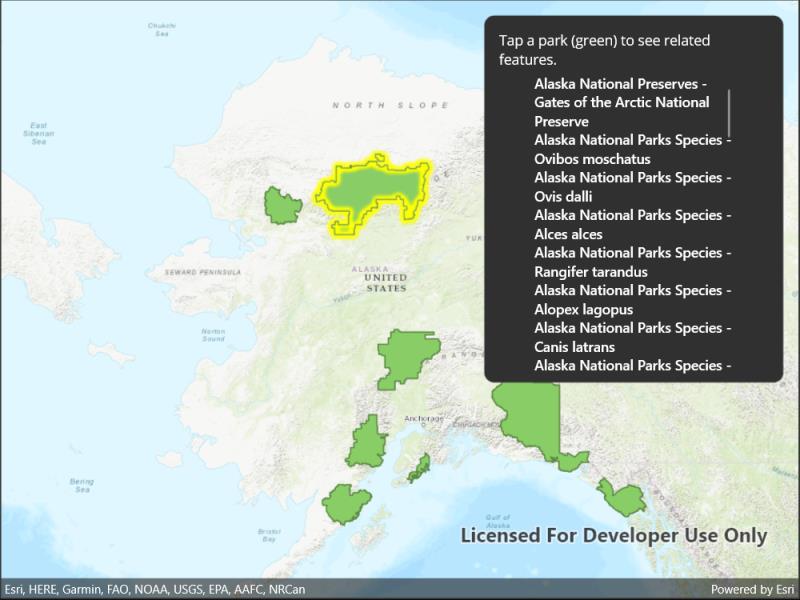 Chukchi
Sea
Tap a park (green) to see related
features.
Alaska National Preserves -
Gates of the Arctic National
Preserve
Alaska National Parks Species -
Ovibos moschatus
Alaska National Parks Species -
Ovis dalli
Alaska National Parks Species -
Alces alces
Alaska National Parks Species -
Rangifer tarandus
Alaska National Parks Species -
Alopex lagopus
Alaska National Parks Species -
Canis latrans
Alaska National Parks Species -
NORTH SLOPE
East
Siberian
Sea
SEWARD PENINSULA
ALASKA
UNITED
STATES
Yukon
Norton
Sound
Anchorage
Bering
Sea
Bristol
Bay
Gulf of
Alaska
Licensed For Developer Use Only
Esri, HERE, Garmin, FAO, NOAA, USGS, EPA, AAFC, NRCan
Powered by Esri